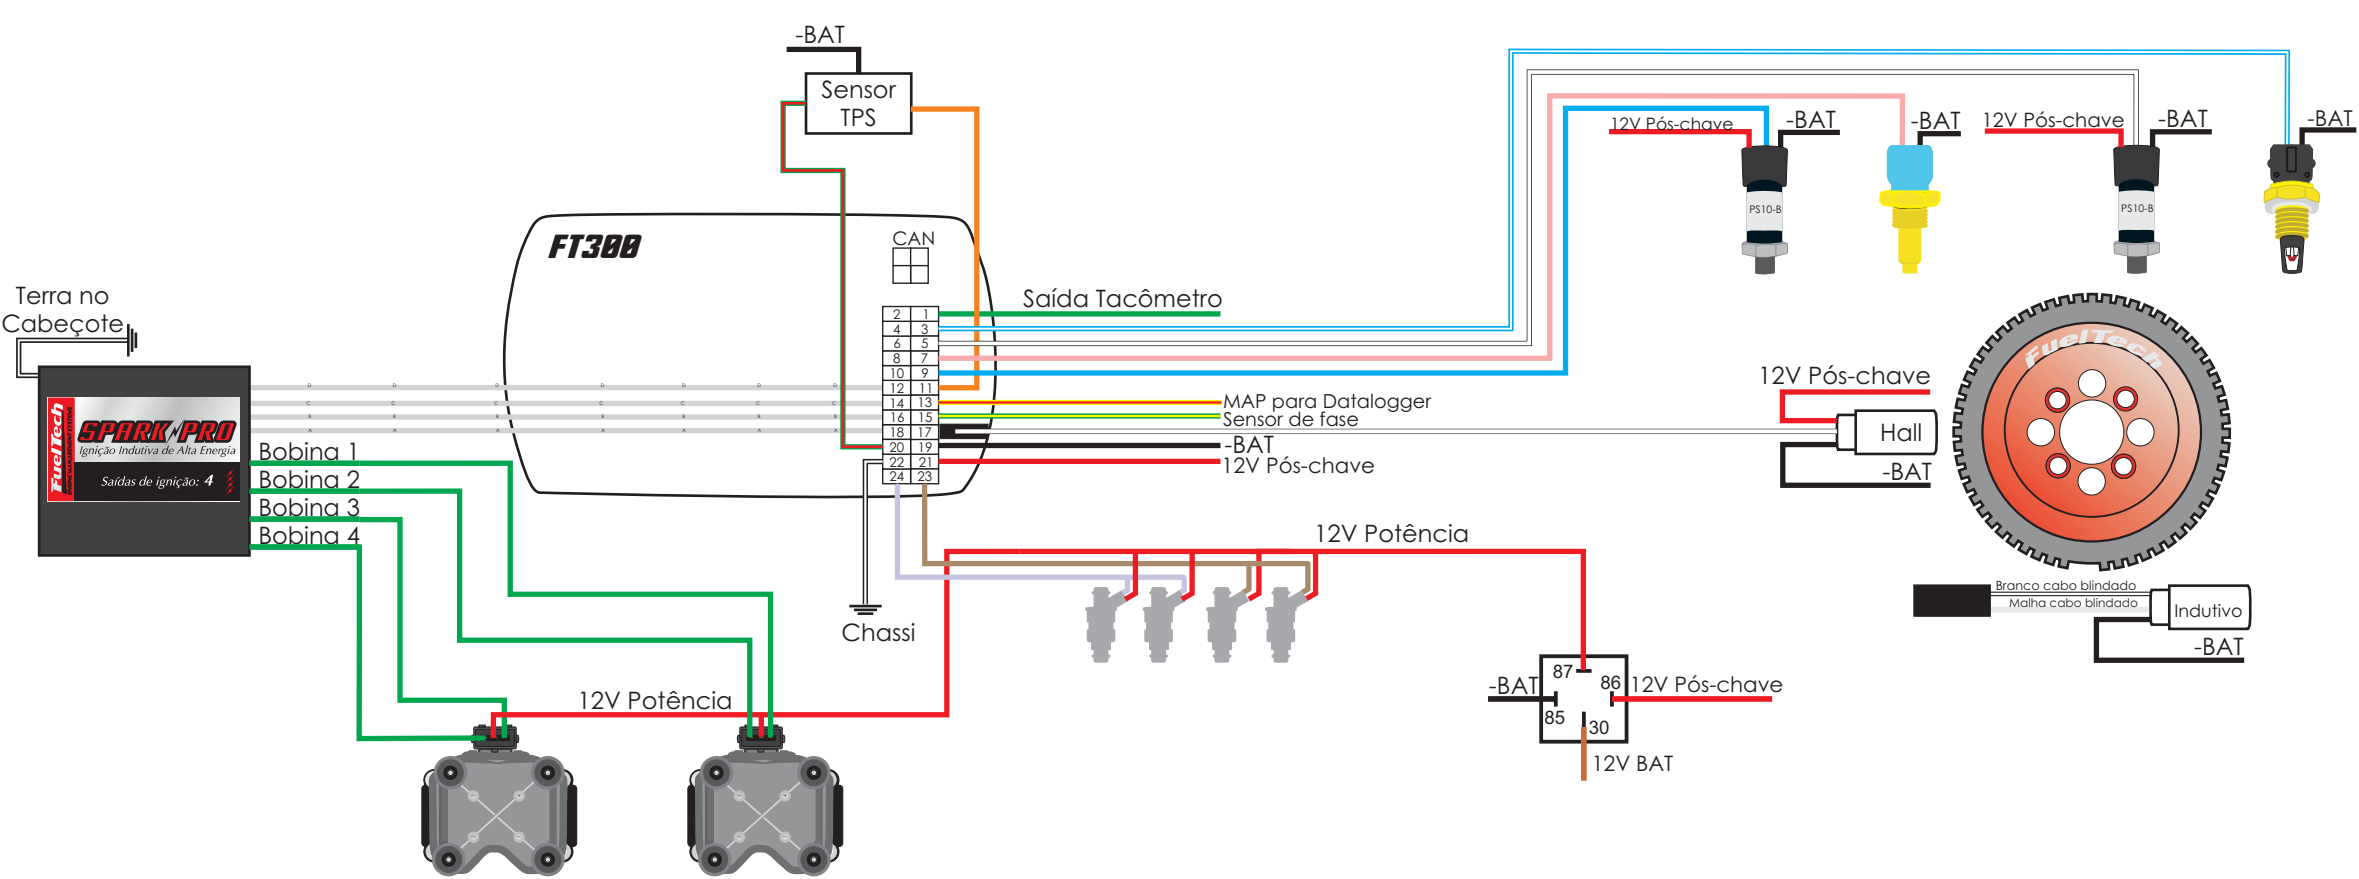 -BAT
Sensor
TPS
12V Pós-chave
-BAT
-BAT
12V Pós-chave
-BAT
-BAT
PS10-B
PS10-B
FT300
CAN
Terra no
Cabeçote
Saída Tacômetro
2 1
4 3
6 5
8 7
10 9
12 11
14 13
16 15
18 17
20 19
22 21
24 23
D D D D D D D
C C C C C C C
B B B B B B B
A A A A A A A
MAP para Datalogger
Sensor de fase
-BAT
12V Pós-chave
FuelTech
12V Pós-chave
Hall
-BAT
FuelTech
SPARK PRO
Ignição Indutiva de Alta Energia
Saídas de ignição: 4
Bobina 1
Bobina 2
Bobina 3
Bobina 4
12V Potência
Chassi
Branco cabo blindado
Malha cabo blindado
Indutivo
-BAT
12V Potência
87
86
-BAT
12V Pós-chave
85
30
12V BAT